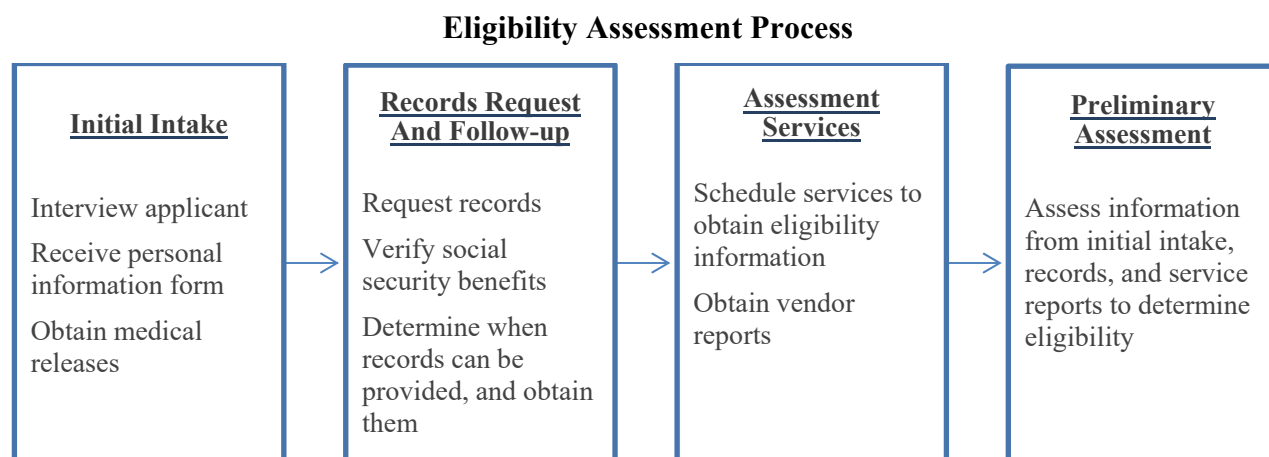 Eligibility Assessment Process
Initial Intake
Interview applicant
Receive personal
information form
Obtain medical
releases
Records Request
And Follow-up
Request records
Verify social
security benefits
Determine when
records can be
provided, and obtain
them
Assessment
Services
Schedule services to
obtain eligibility
information
Obtain vendor
reports
Preliminary
Assessment
Assess information
from initial intake,
records, and service
reports to determine
eligibility